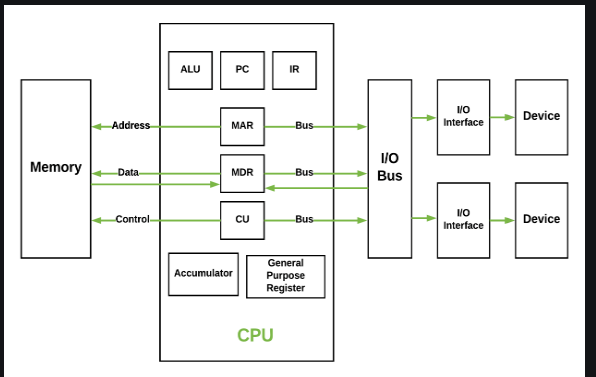 ALU
PC
IR
Memory
Address
MAR
Bus
Data
MDR
Bus
Control
CU
Bus
Accumulator
General
Purpose
Register
CPU
I/O
Bus
I/O
Interface
Device
I/O
Interface
Device